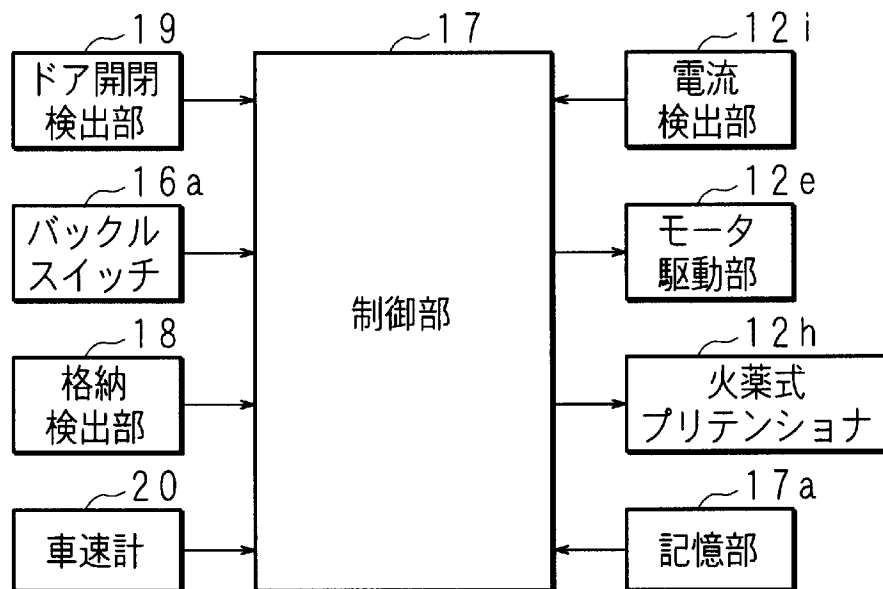 19
ドア開閉
検出部
16a
バックル
スイッチ
18
格納
検出部
20
車速計
17
制御部
12i
電流
検出部
12e
モータ
駆動部
12h
火薬式
プリテンショナ
17a
記憶部